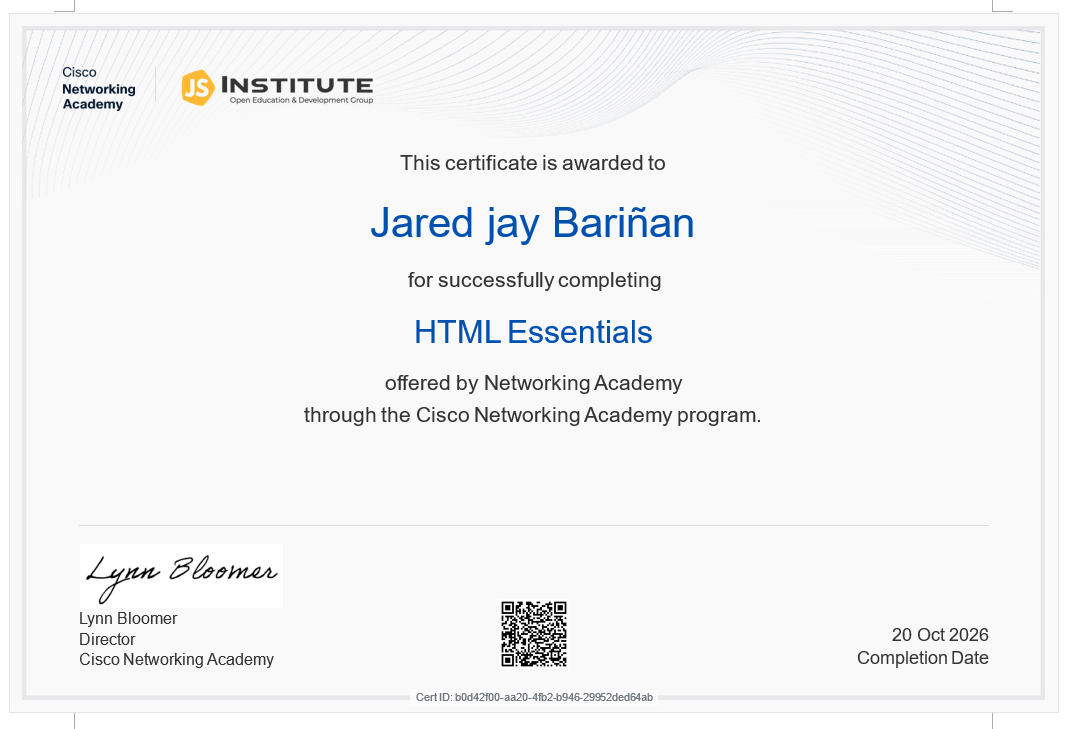 Cisco
Networking
Academy
JS INSTITUTE
Open Education & Development Group
This certificate is awarded to
Jared jay Bariñan
for successfully completing
HTML Essentials
offered by Networking Academy
through the Cisco Networking Academy program.
Lynn Bloomer
Lynn Bloomer
Director
Cisco Networking Academy
20 Oct 2026
Completion Date
Cert ID: b0d42f00-aa20-4fb2-b946-29952ded64ab